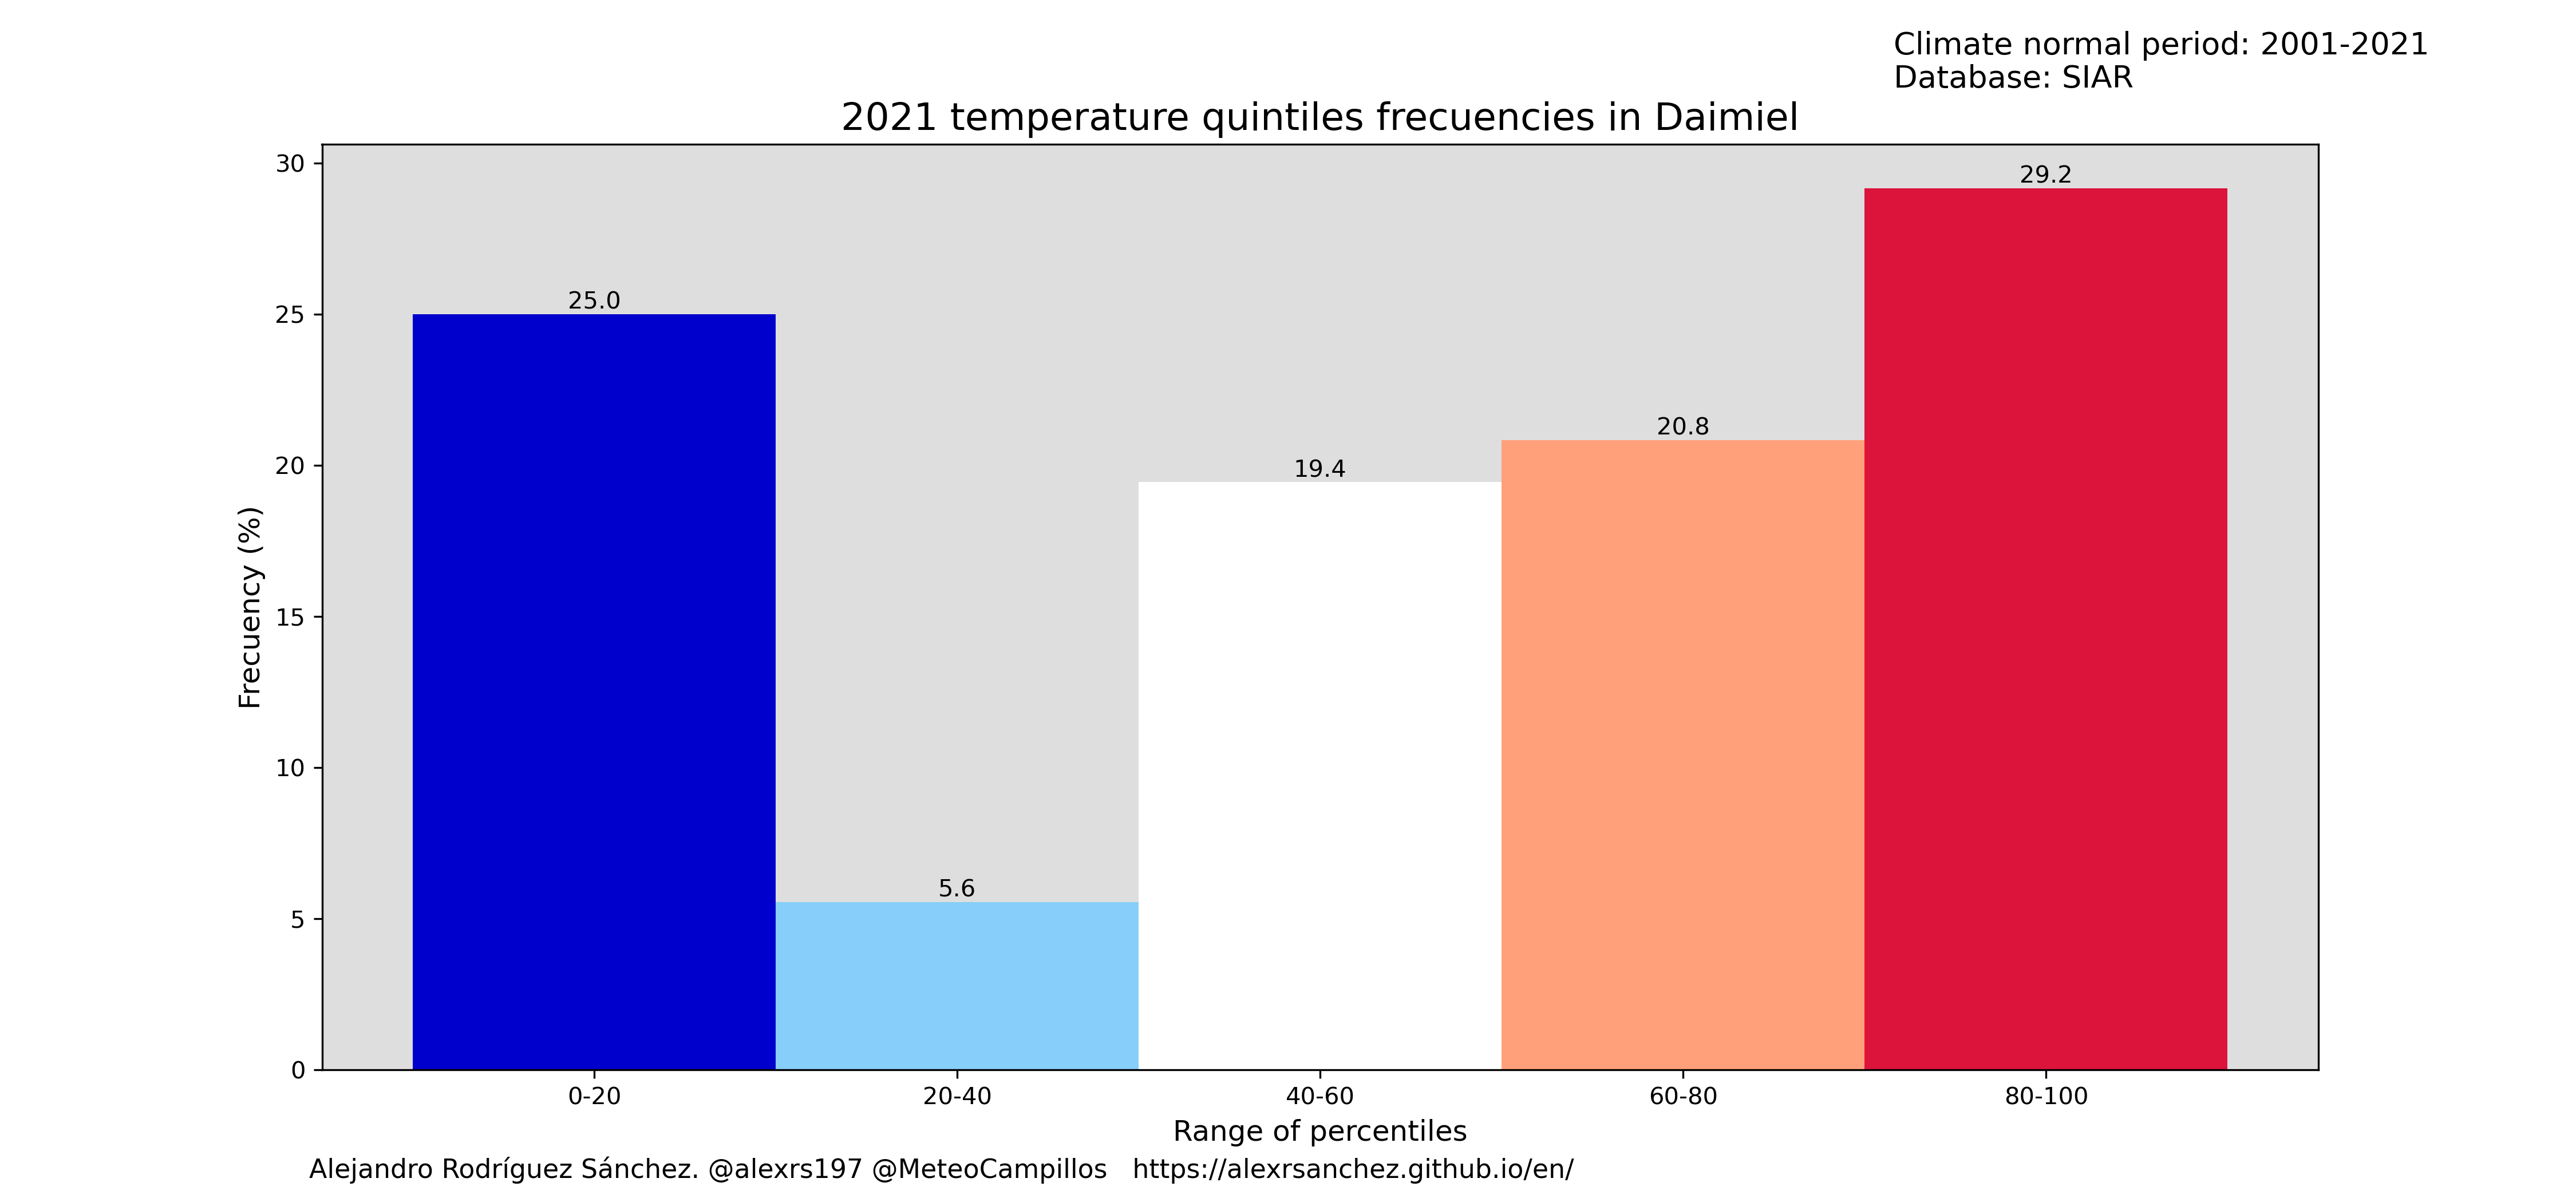 Climate normal period: 2001-2021
Database: SIAR
2021 temperature quintiles frecuencies in Daimiel
30
25
20
15
10
5
0
Frecuency (%)
25.0
5.6
19.4
20.8
29.2
0-20 20-40 40-60 60-80 80-100
Range of percentiles
Alejandro Rodríguez Sánchez. @alexrs197 @MeteoCampillos https://alexrsanchez.github.io/en/